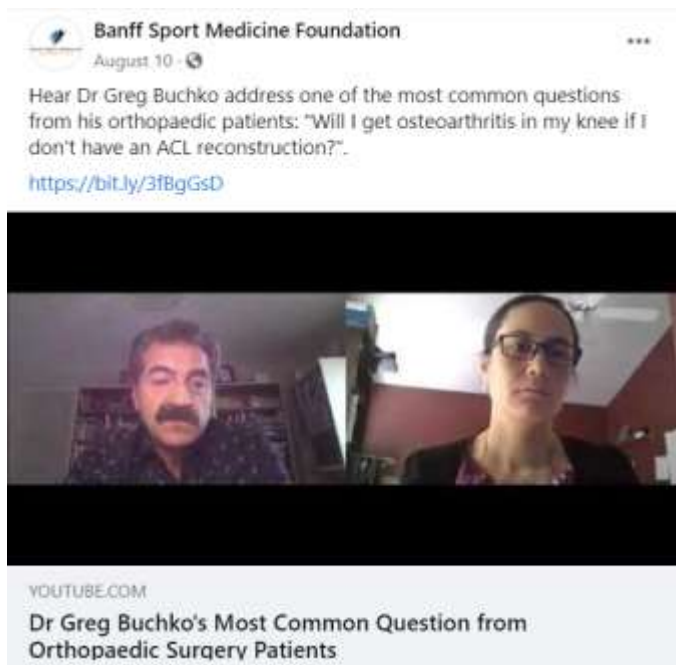 Banff Sport Medicine Foundation
August 10 ·
Hear Dr Greg Buchko address one of the most common questions
from his orthopaedic patients: "Will I get osteoarthritis in my knee if I
don't have an ACL reconstruction?".
https://bit.ly/3fBgGsD
YOUTUBE.COM
Dr Greg Buchko's Most Common Question from
Orthopaedic Surgery Patients